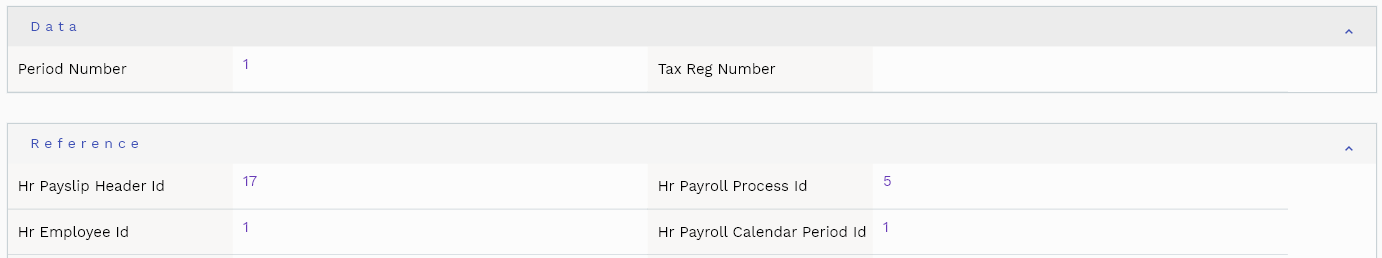 Data
Period Number 1 Tax Reg Number
Reference
Hr Payslip Header Id 17 Hr Payroll Process Id 5
Hr Employee Id 1 Hr Payroll Calendar Period Id 1